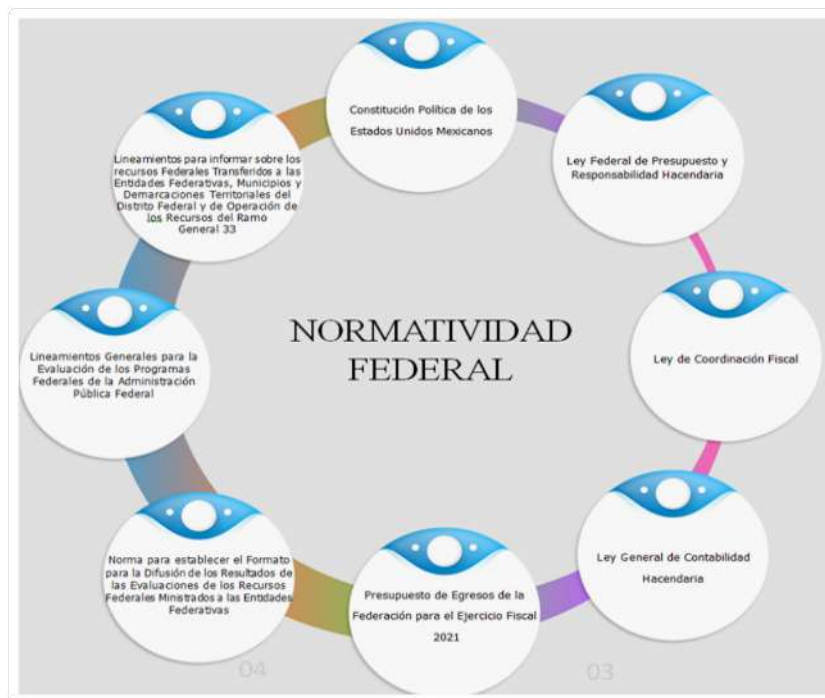 Constitución Política de los
Estados Unidos Mexicanos
Ley Federal de Presupuesto y
Responsabilidad Hacendaria
Ley de Coordinación Fiscal
Ley General de Contabilidad
Hacendaria
Presupuesto de Egresos de la
Federación para el Ejercicio Fiscal
2021
Norma para establecer el Formato
para la Difusión de los Resultados de
las Evaluaciones de los Recursos
Federales Ministrados a las Entidades
Federativas
Lineamientos Generales para la
Evaluación de los Programas
Federales de la Administración
Pública Federal
Lineamientos para informar sobre los
recursos Federales Transferidos a las
Entidades Federativas, Municipios y
Demarcaciones Territoriales del
Distrito Federal y de Operación de
los Recursos del Ramo
General 33
NORMATIVIDAD
FEDERAL
04
03